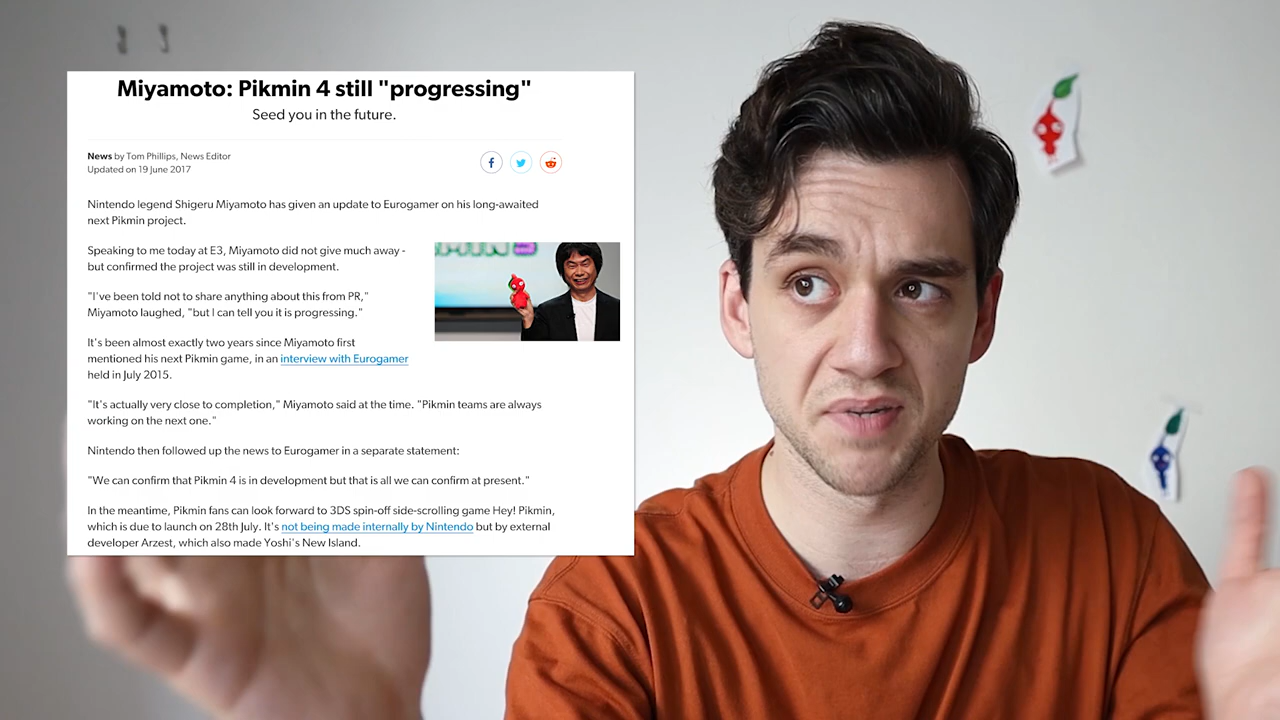 Miyamoto: Pikmin 4 still "progressing"
Seed you in the future.
News by Tom Phillips, News Editor
Updated on 19 June 2017
Nintendo legend Shigeru Miyamoto has given an update to Eurogamer on his long-awaited
next Pikmin project.
Speaking to me today at E3, Miyamoto did not give much away -
but confirmed the project was still in development.
"I've been told not to share anything about this from PR,"
Miyamoto laughed, "but I can tell you it is progressing."
It's been almost exactly two years since Miyamoto first
mentioned his next Pikmin game, in an interview with Eurogamer
held in July 2015.
"It's actually very close to completion," Miyamoto said at the time. "Pikmin teams are always
working on the next one."
Nintendo then followed up the news to Eurogamer in a separate statement:
"We can confirm that Pikmin 4 is in development but that is all we can confirm at present."
In the meantime, Pikmin fans can look forward to 3DS spin-off side-scrolling game Hey! Pikmin,
which is due to launch on 28th July. It's not being made internally by Nintendo but by external
developer Arzest, which also made Yoshi's New Island.